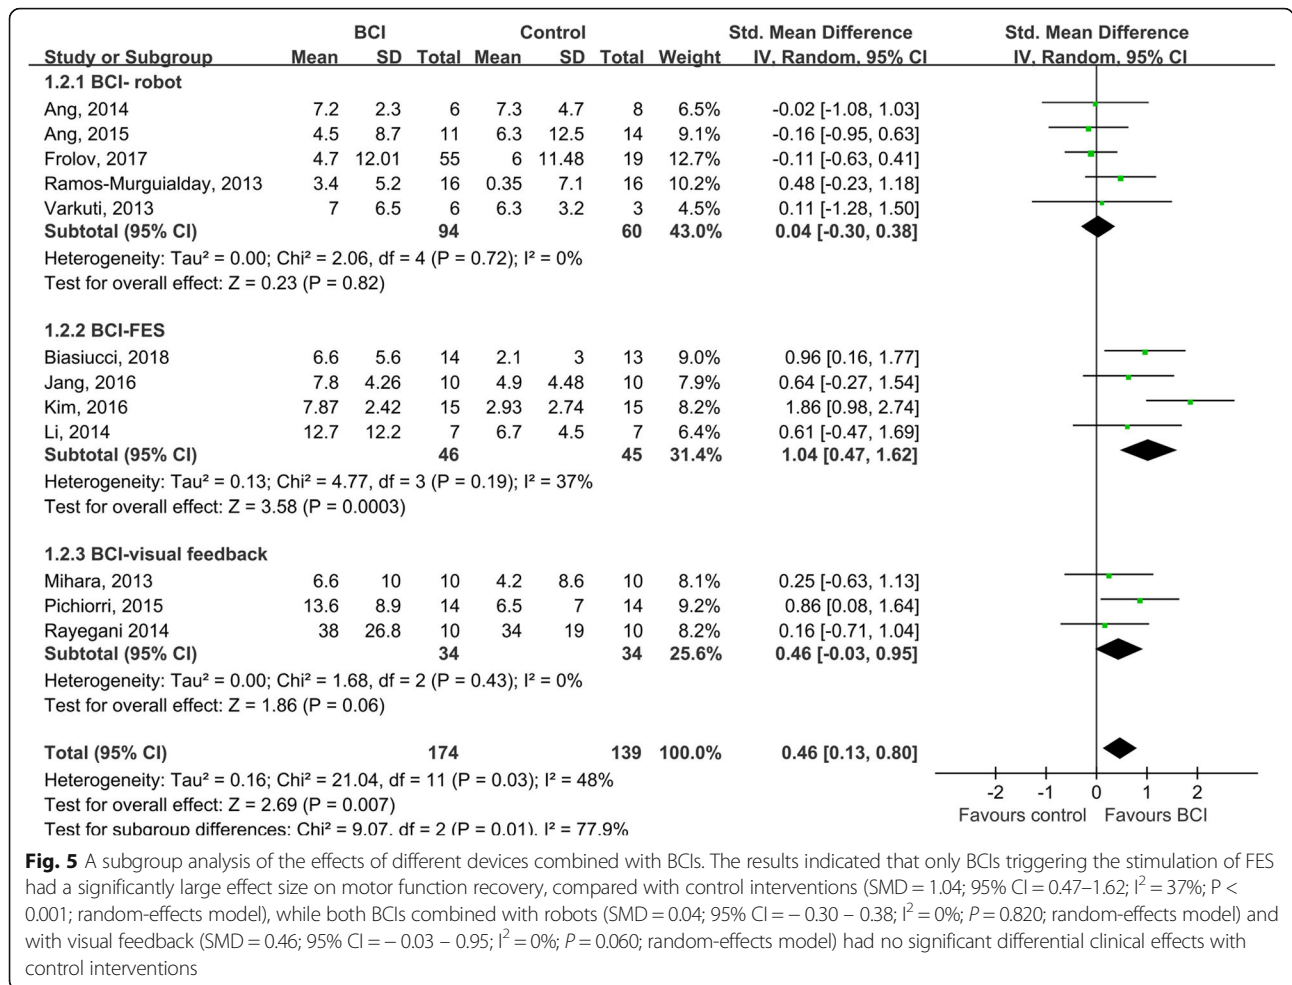 BCI Control Std. Mean Difference Std. Mean Difference
Study or Subgroup Mean SD Total Mean SD Total Weight IV, Random, 95% CI IV, Random, 95% CI
1.2.1 BCI- robot
Ang, 2014 7.2 2.3 6 7.3 4.7 8 6.5% -0.02 [-1.08, 1.03]
Ang, 2015 4.5 8.7 11 6.3 12.5 14 9.1% -0.16 [-0.95, 0.63]
Frolov, 2017 4.7 12.01 55 6 11.48 19 12.7% -0.11 [-0.63, 0.41]
Ramos-Murguialday, 2013 3.4 5.2 16 0.35 7.1 16 10.2% 0.48 [-0.23, 1.18]
Varkuti, 2013 7 6.5 6 6.3 3.2 3 4.5% 0.11 [-1.28, 1.50]
Subtotal (95% CI) 94 60 43.0% 0.04 [-0.30, 0.38]
Heterogeneity: Tau² = 0.00; Chi² = 2.06, df = 4 (P = 0.72); I² = 0%
Test for overall effect: Z = 0.23 (P = 0.82)
1.2.2 BCI-FES
Biasiucci, 2018 6.6 5.6 14 2.1 3 13 9.0% 0.96 [0.16, 1.77]
Jang, 2016 7.8 4.26 10 4.9 4.48 10 7.9% 0.64 [-0.27, 1.54]
Kim, 2016 7.87 2.42 15 2.93 2.74 15 8.2% 1.86 [0.98, 2.74]
Li, 2014 12.7 12.2 7 6.7 4.5 7 6.4% 0.61 [-0.47, 1.69]
Subtotal (95% CI) 46 45 31.4% 1.04 [0.47, 1.62]
Heterogeneity: Tau² = 0.13; Chi² = 4.77, df = 3 (P = 0.19); I² = 37%
Test for overall effect: Z = 3.58 (P = 0.0003)
1.2.3 BCI-visual feedback
Mihara, 2013 6.6 10 10 4.2 8.6 10 8.1% 0.25 [-0.63, 1.13]
Pichiorri, 2015 13.6 8.9 14 6.5 7 14 9.2% 0.86 [0.08, 1.64]
Rayegani 2014 38 26.8 10 34 19 10 8.2% 0.16 [-0.71, 1.04]
Subtotal (95% CI) 34 34 25.6% 0.46 [-0.03, 0.95]
Heterogeneity: Tau² = 0.00; Chi² = 1.68, df = 2 (P = 0.43); I² = 0%
Test for overall effect: Z = 1.86 (P = 0.06)
Total (95% CI) 174 139 100.0% 0.46 [0.13, 0.80]
Heterogeneity: Tau² = 0.16; Chi² = 21.04, df = 11 (P = 0.03); I² = 48%
Test for overall effect: Z = 2.69 (P = 0.007)
Test for subgroup differences: Chi² = 9.07, df = 2 (P = 0.01), I² = 77.9%
-2 -1 0 1 2
Favours control Favours BCI
Fig. 5 A subgroup analysis of the effects of different devices combined with BCIs. The results indicated that only BCIs triggering the stimulation of FES
had a significantly large effect size on motor function recovery, compared with control interventions (SMD = 1.04; 95% CI = 0.47–1.62; I² = 37%; P <
0.001; random-effects model), while both BCIs combined with robots (SMD = 0.04; 95% CI = − 0.30 – 0.38; I² = 0%; P = 0.820; random-effects model) and
with visual feedback (SMD = 0.46; 95% CI = − 0.03 – 0.95; I² = 0%; P = 0.060; random-effects model) had no significant differential clinical effects with
control interventions